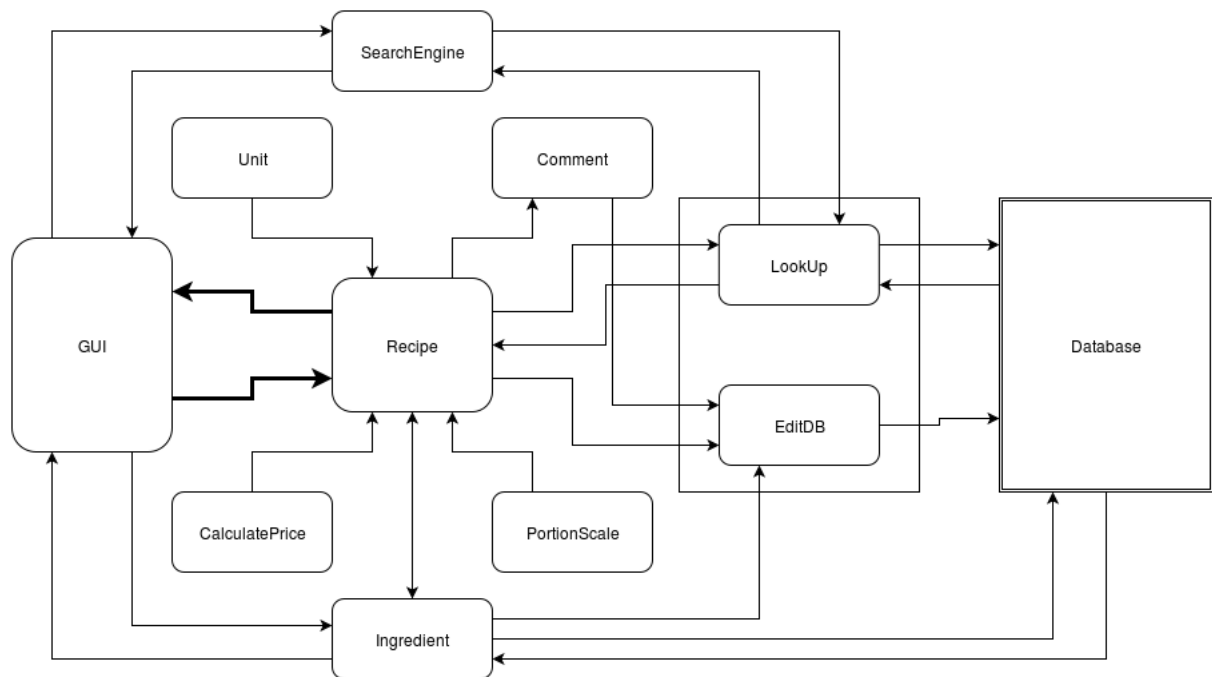 SearchEngine
Unit
Comment
LookUp
GUI
Recipe
Database
EditDB
CalculatePrice
PortionScale
Ingredient